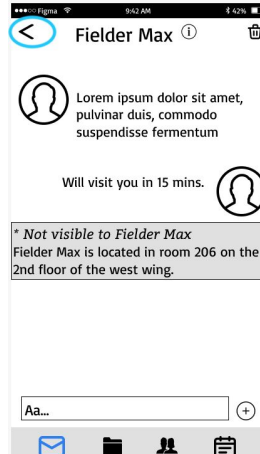 Figma 9:42 AM 42%
Fielder Max
Lorem ipsum dolor sit amet,
pulvinar duis, commodo
suspendisse fermentum
Will visit you in 15 mins.
* Not visible to Fielder Max
Fielder Max is located in room 206 on the
2nd floor of the west wing.
Aa...